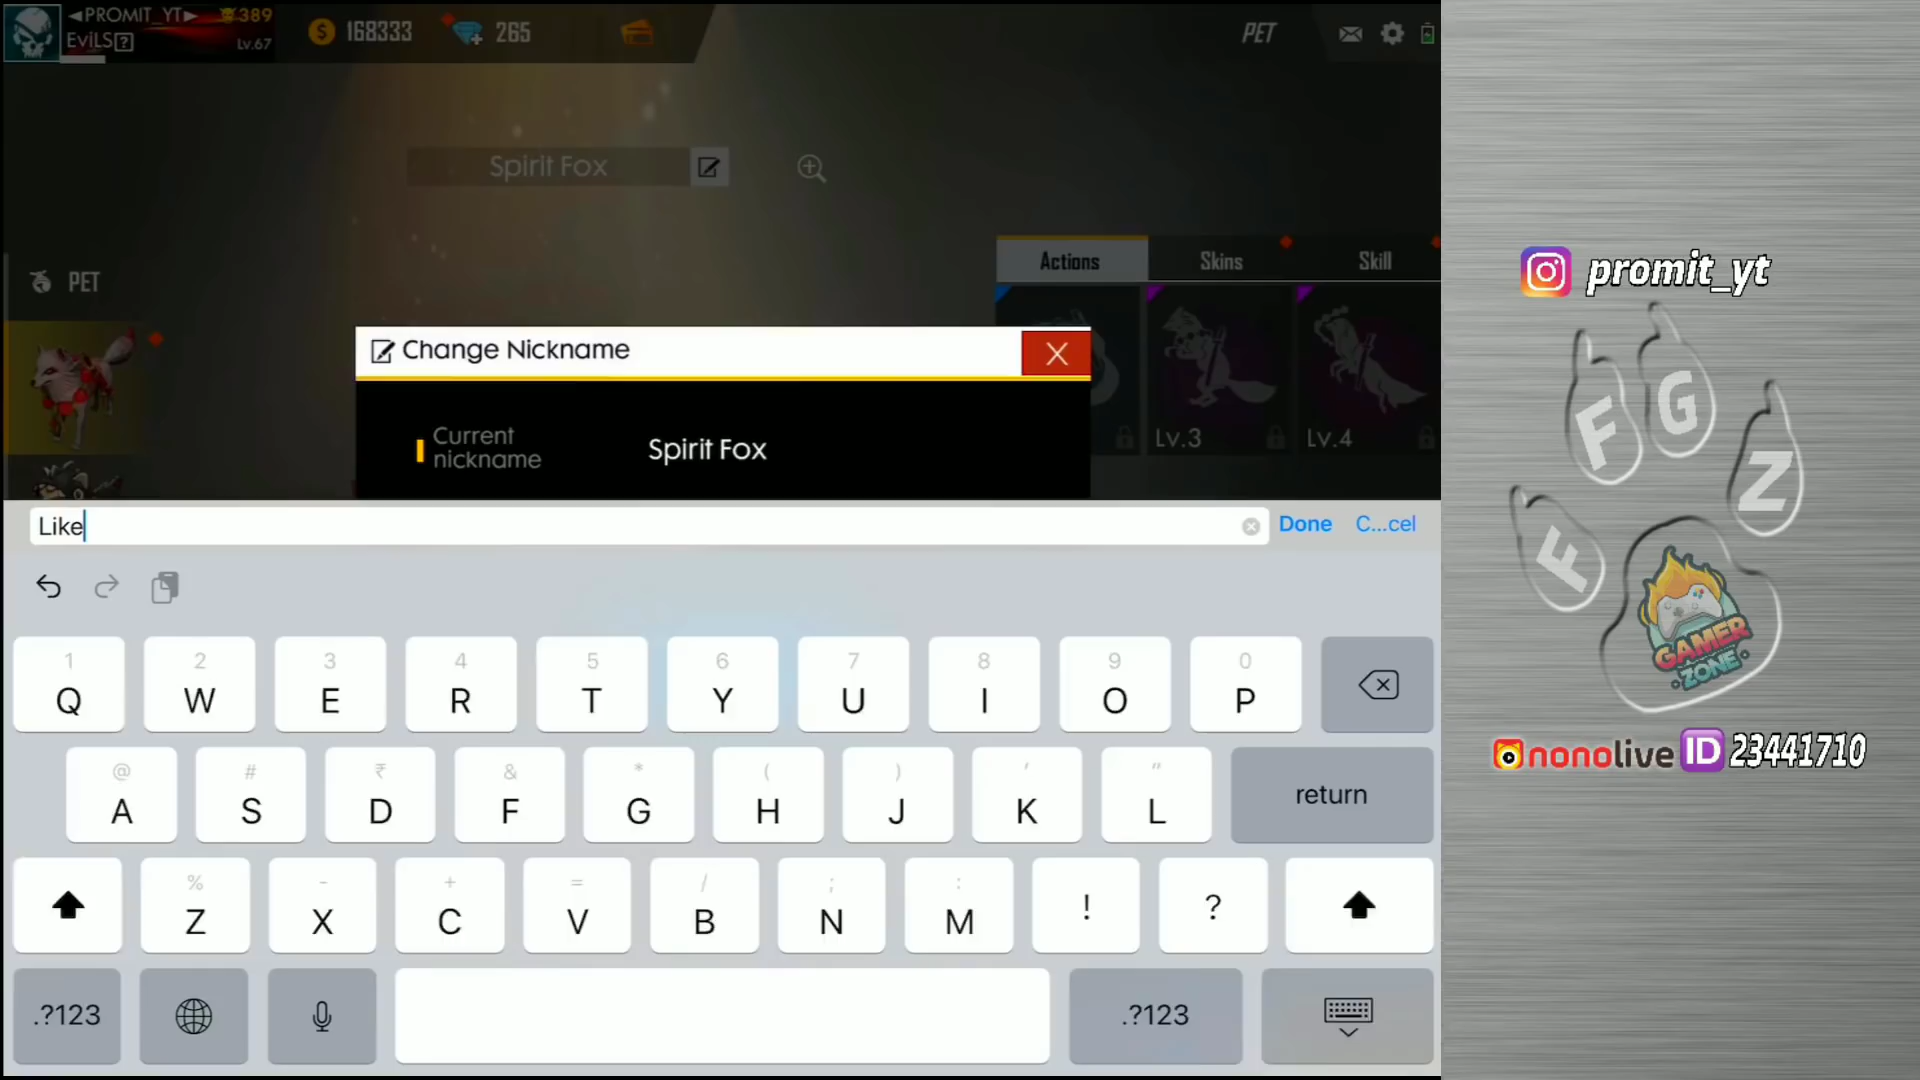 ◄PROMIT_YT► 389
EviLS? Lv.67
168333
265
PET
Spirit Fox
PET
Actions Skins Skill
Change Nickname
Lv.3 Lv.4
Current nickname Spirit Fox
Like Done C...cel
1 2 3 4 5 6 7 8 9 0
Q W E R T Y U I O P
@ # ₹ & * ( ) ' "
A S D F G H J K L return
% - + = / ; :
Z X C V B N M ! ?
.?123 .?123
promit_yt
F F G Z
GAMER
ZONE
nonolive ID 23441710